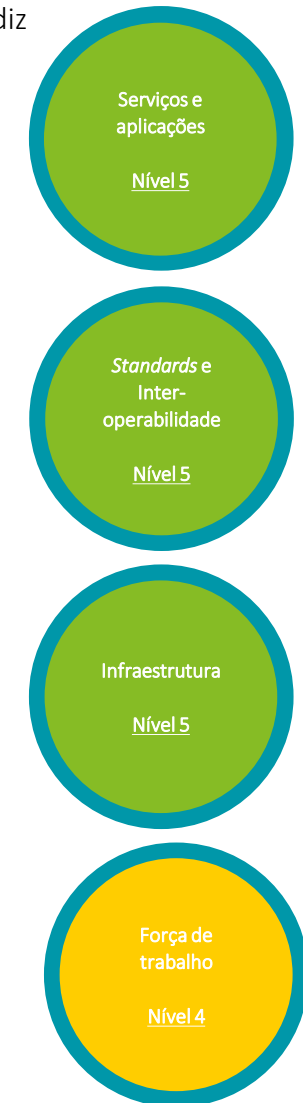 diz
Serviços e
aplicações
Nível 5
Standards e
Inter-
operabilidade
Nível 5
Infraestrutura
Nível 5
Força de
trabalho
Nível 4